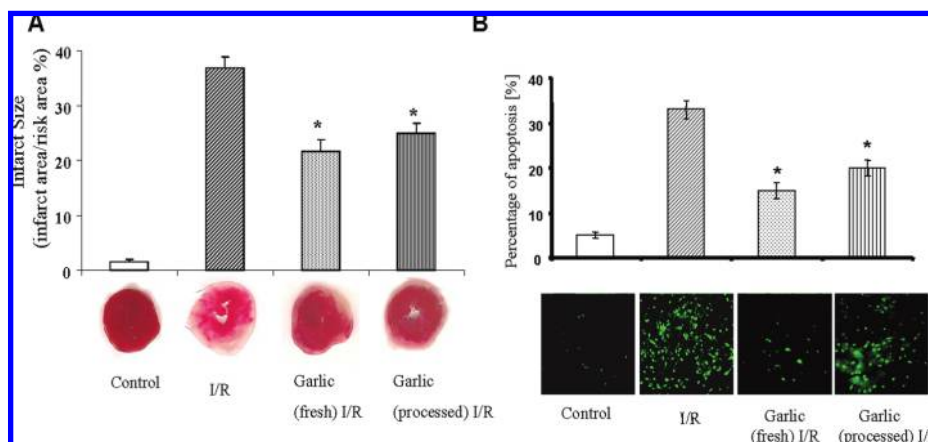 A
Infarct Size
(infarct area/risk area %)
40
30
20
10
0
*
*
Control
I/R
Garlic
(fresh) I/R
Garlic
(processed) I/R
B
Percentage of apoptosis [%]
40
30
20
10
0
*
*
Control
I/R
Garlic
(fresh) I/R
Garlic
(processed) I/